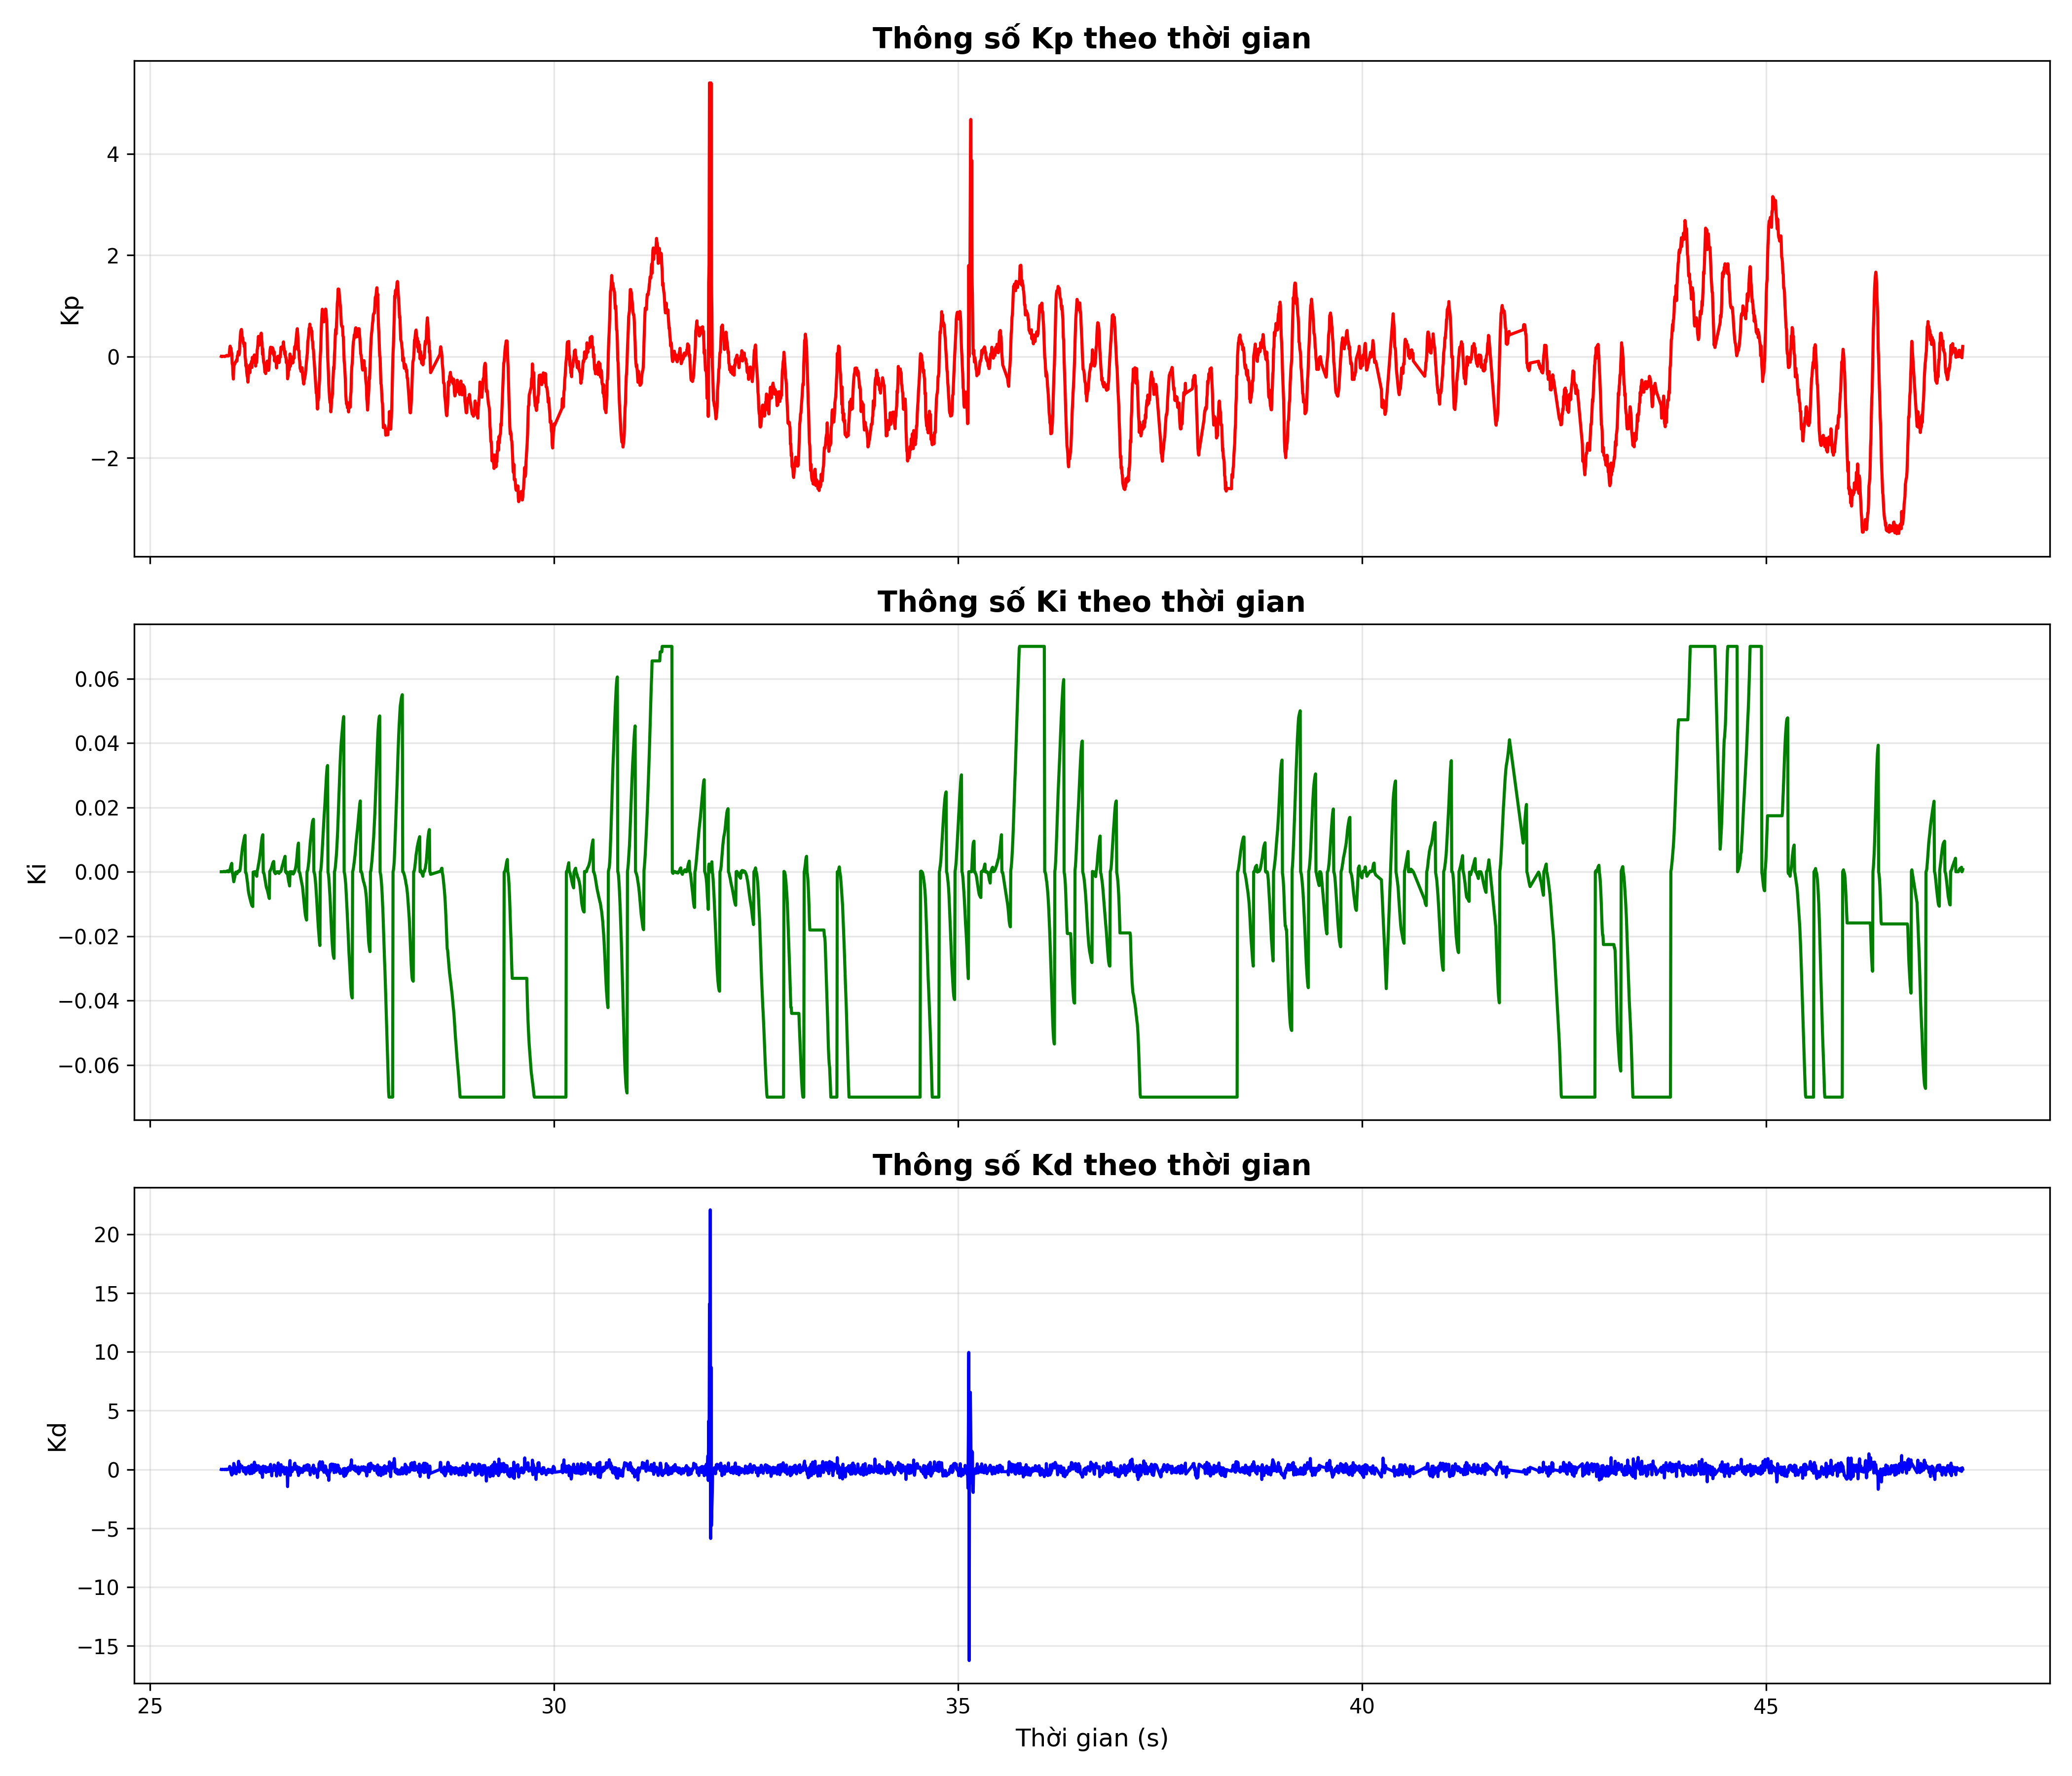 Thông số Kp theo thời gian
4
2
0
−2
Kp
Thông số Ki theo thời gian
0.06
0.04
0.02
0.00
−0.02
−0.04
−0.06
Ki
Thông số Kd theo thời gian
20
15
10
5
0
−5
−10
−15
Kd
25 30 35 40 45
Thời gian (s)